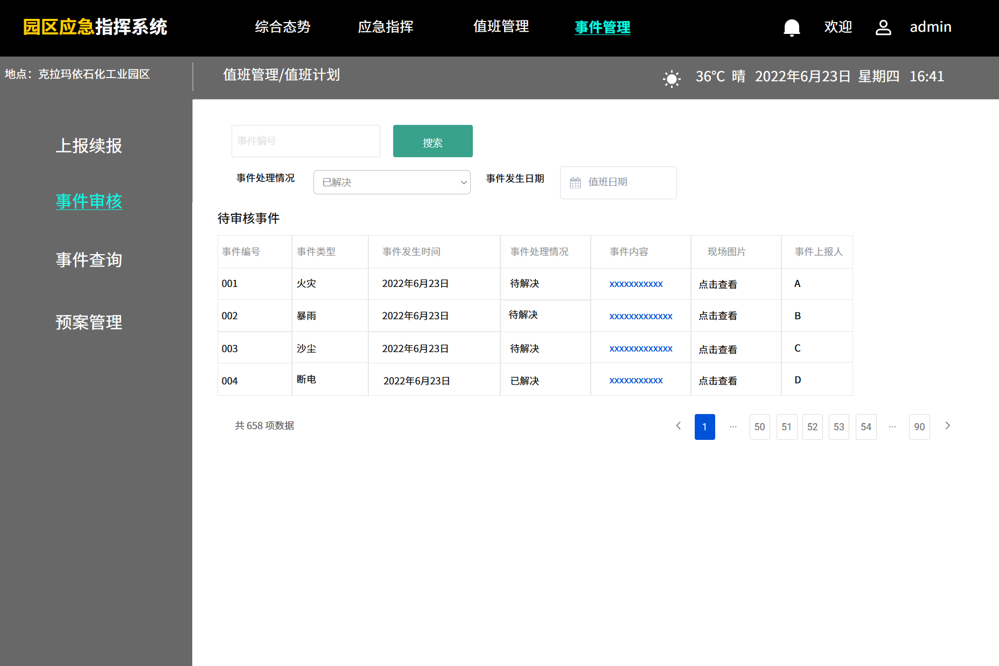 园区应急指挥系统 综合态势 应急指挥 值班管理 事件管理 欢迎 admin
地点：克拉玛依石化工业园区 值班管理/值班计划 36℃ 晴 2022年6月23日 星期四 16:41
上报续报
事件审核
事件查询
预案管理
事件编号 搜索
事件处理情况 已解决 事件发生日期 值班日期
待审核事件
事件编号 事件类型 事件发生时间 事件处理情况 事件内容 现场图片 事件上报人
001 火灾 2022年6月23日 待解决 xxxxxxxxxxx 点击查看 A
002 暴雨 2022年6月23日 待解决 xxxxxxxxxxxxx 点击查看 B
003 沙尘 2022年6月23日 待解决 xxxxxxxxxxxxx 点击查看 C
004 断电 2022年6月23日 已解决 xxxxxxxxxxx 点击查看 D
共 658 项数据 1 ··· 50 51 52 53 54 ··· 90